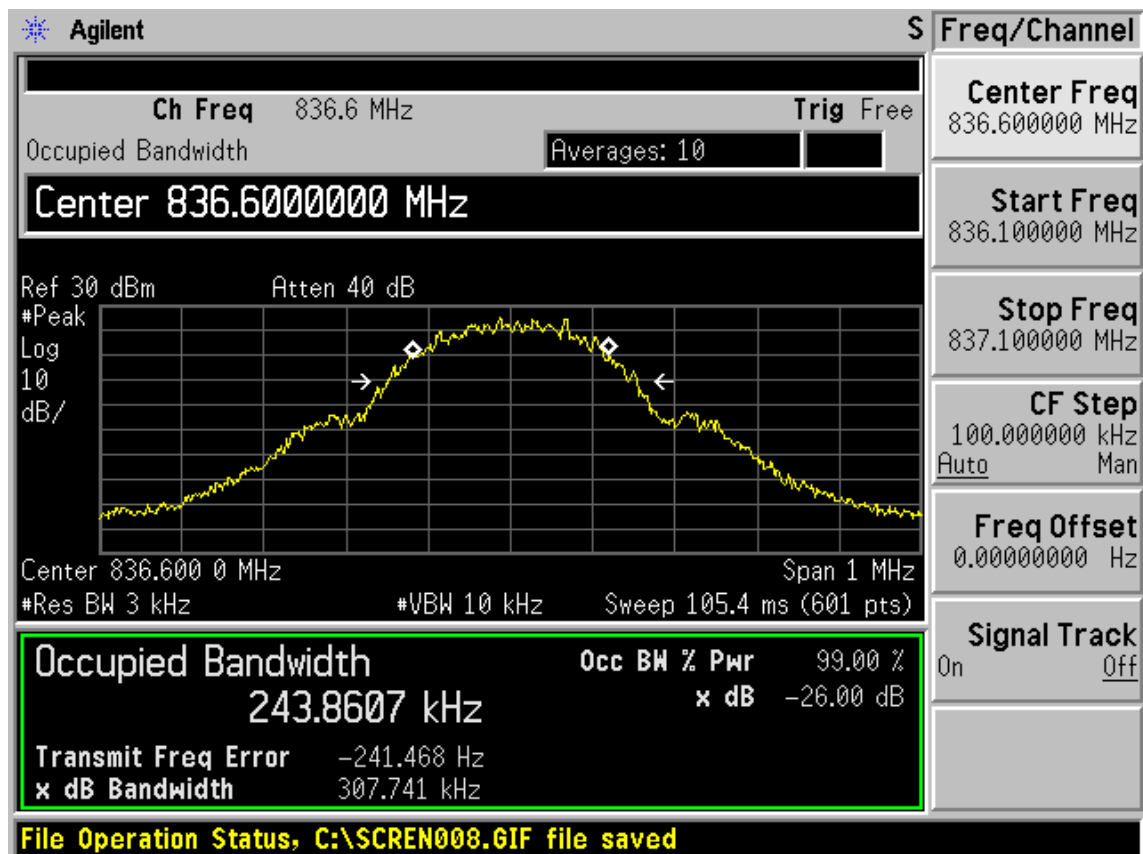 Agilent S
Freq/Channel
Ch Freq 836.6 MHz Trig Free
Occupied Bandwidth Averages: 10
Center 836.6000000 MHz
Ref 30 dBm Atten 40 dB
#Peak
Log
10
dB/
Center 836.600 0 MHz Span 1 MHz
#Res BW 3 kHz #VBW 10 kHz Sweep 105.4 ms (601 pts)
Occupied Bandwidth
243.8607 kHz
Occ BW % Pwr 99.00 %
x dB -26.00 dB
Transmit Freq Error -241.468 Hz
x dB Bandwidth 307.741 kHz
Center Freq
836.600000 MHz
Start Freq
836.100000 MHz
Stop Freq
837.100000 MHz
CF Step
100.000000 kHz
Auto Man
Freq Offset
0.00000000 Hz
Signal Track
On Off
File Operation Status, C:\SCREN008.GIF file saved